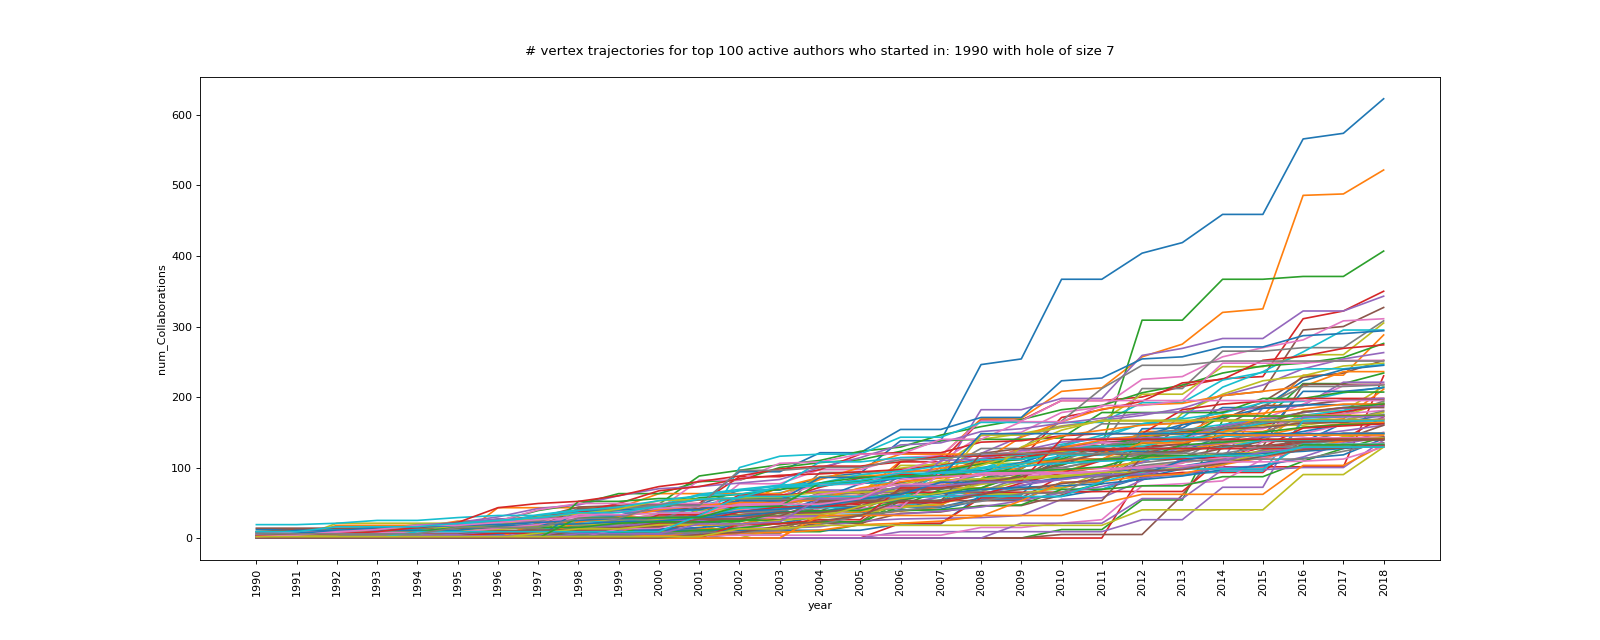 # vertex trajectories for top 100 active authors who started in: 1990 with hole of size 7
num_Collaborations
600
500
400
300
200
100
0
1990 1991 1992 1993 1994 1995 1996 1997 1998 1999 2000 2001 2002 2003 2004 2005 2006 2007 2008 2009 2010 2011 2012 2013 2014 2015 2016 2017 2018
year